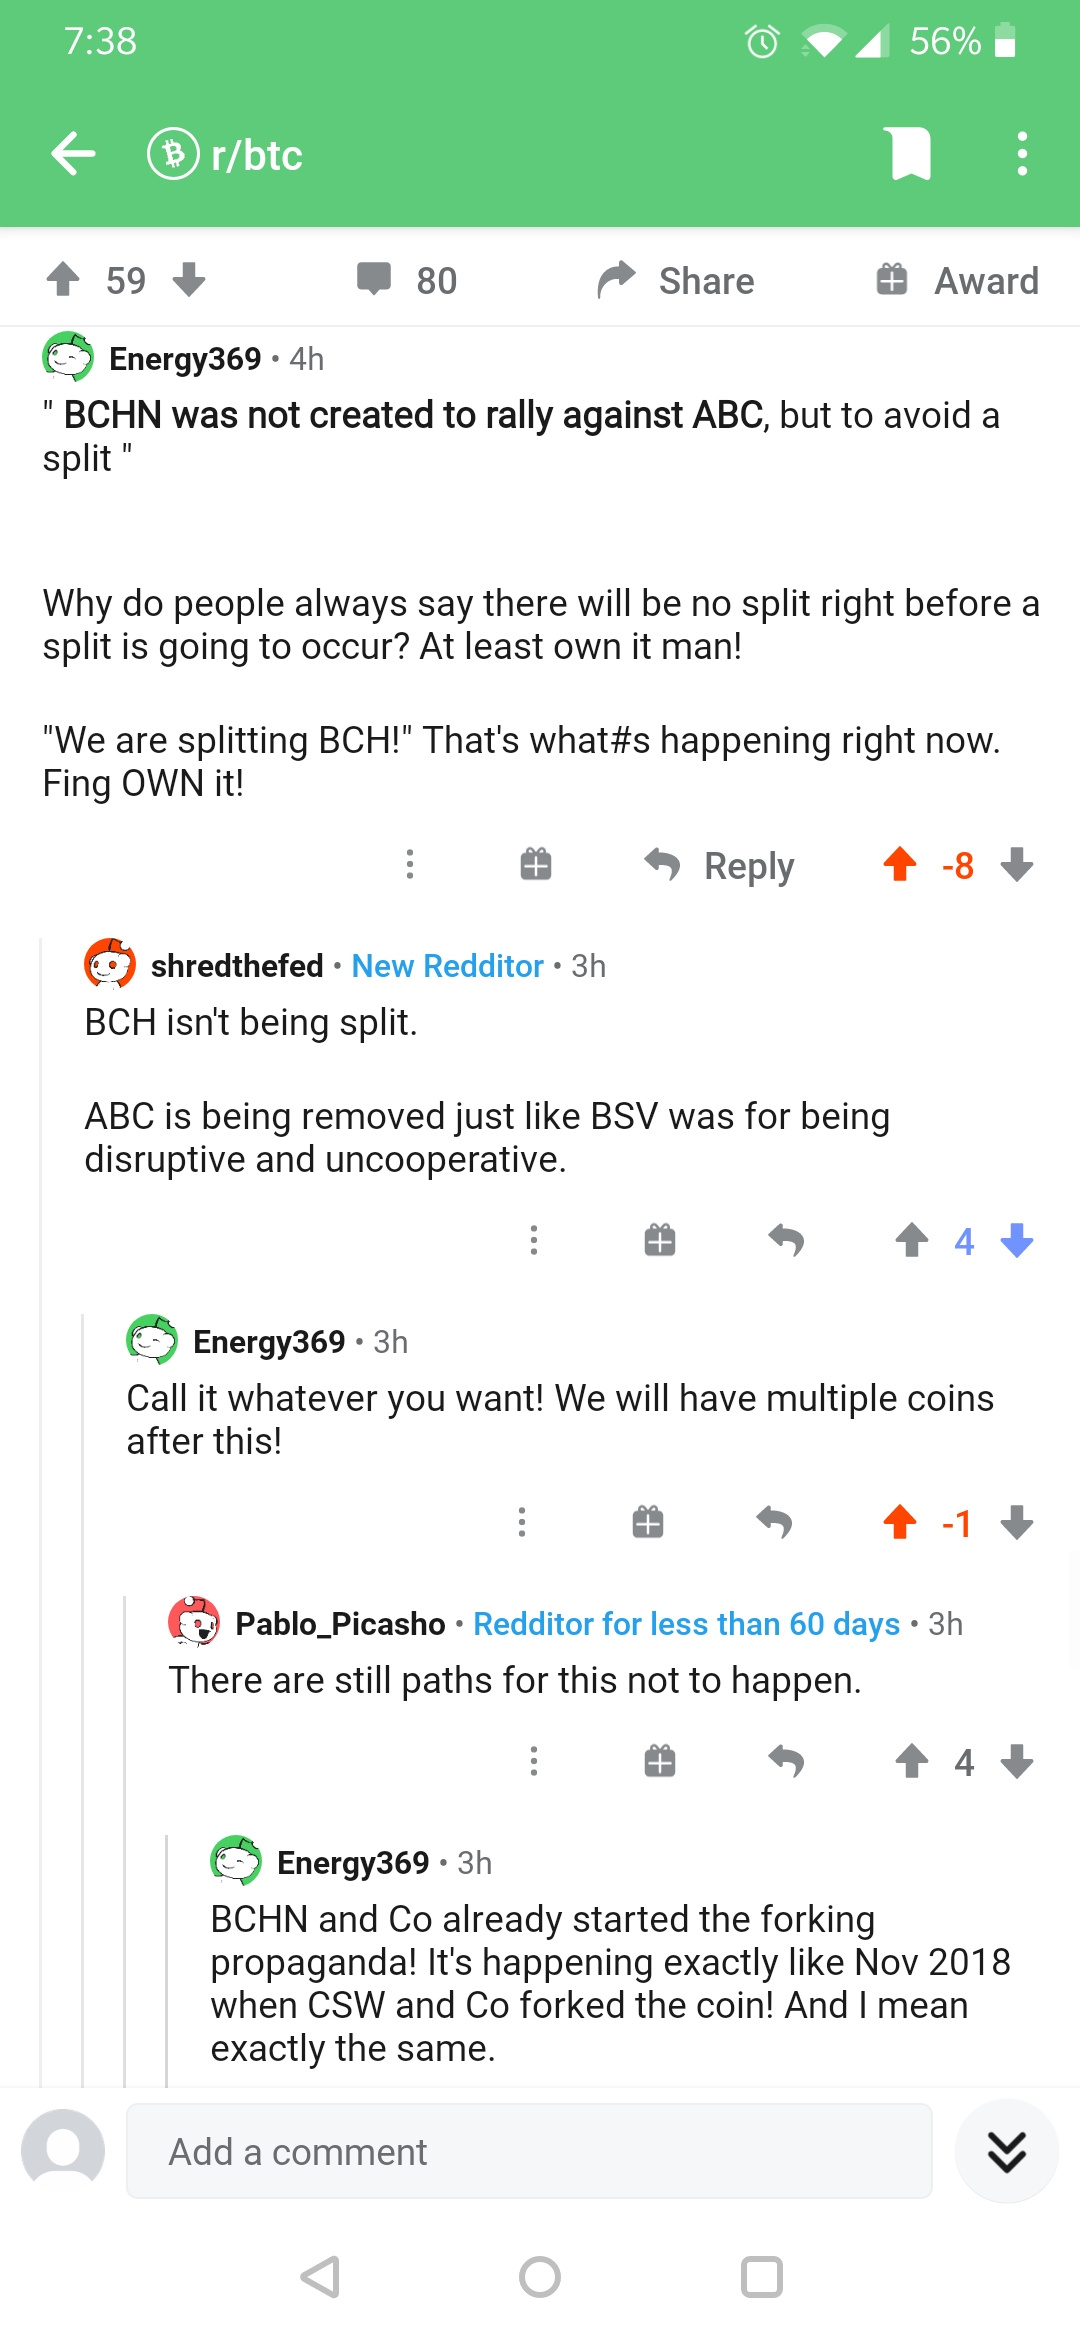 7:38
56%
r/btc
59
80
Share
Award
Energy369 • 4h
" BCHN was not created to rally against ABC, but to avoid a
split "
Why do people always say there will be no split right before a
split is going to occur? At least own it man!
"We are splitting BCH!" That's what#s happening right now.
Fing OWN it!
Reply
-8
shredthefed • New Redditor • 3h
BCH isn't being split.
ABC is being removed just like BSV was for being
disruptive and uncooperative.
4
Energy369 • 3h
Call it whatever you want! We will have multiple coins
after this!
-1
Pablo_Picasho • Redditor for less than 60 days • 3h
There are still paths for this not to happen.
4
Energy369 • 3h
BCHN and Co already started the forking
propaganda! It's happening exactly like Nov 2018
when CSW and Co forked the coin! And I mean
exactly the same.
Add a comment